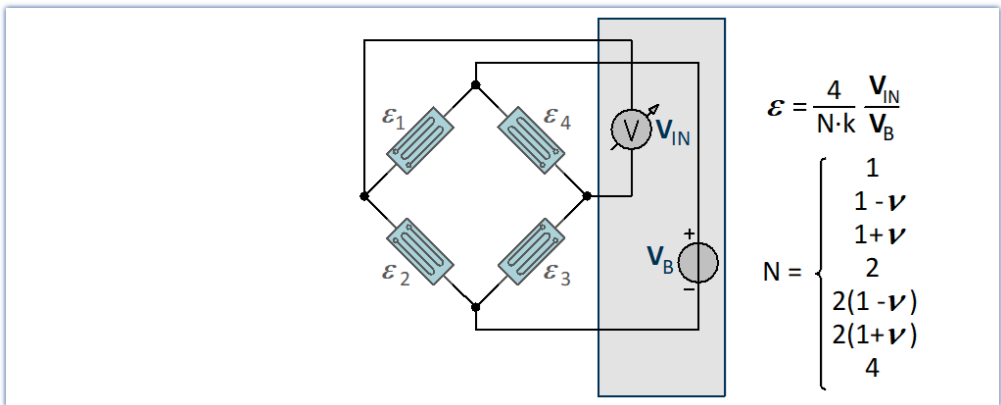 ε1
ε4
V
VIN
ε = 4/N·k VIN/VB
1
1 - ν
1+ ν
ε2
ε3
VB
+
−
N =
2
2(1 - ν )
2(1+ ν )
4